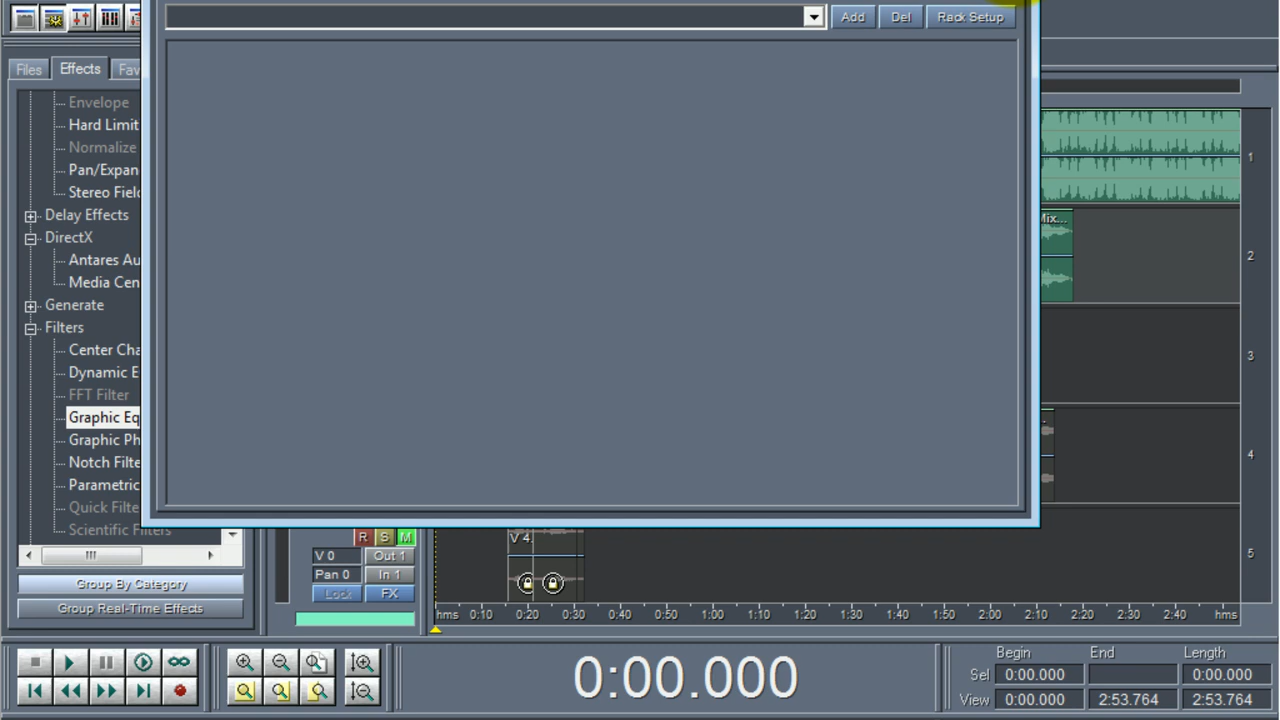 Add Del Rack Setup
Files Effects Fav
Envelope
Hard Limit
Normalize
Pan/Expan
Stereo Field
Delay Effects
DirectX
Antares Au
Media Cen
Generate
Filters
Center Cha
Dynamic E
FFT Filter
Graphic Eq
Graphic Ph
Notch Filte
Parametric
Quick Filte
Scientific Filters
Group By Category
Group Real-Time Effects
1
Mix...
2
3
4
R S M
V 0 Out 1
Pan 0 In 1
Lock FX
V 4.
5
hms 0:10 0:20 0:30 0:40 0:50 1:00 1:10 1:20 1:30 1:40 1:50 2:00 2:10 2:20 2:30 2:40 hms
0:00.000
Begin End Length
Sel 0:00.000 0:00.000
View 0:00.000 2:53.764 2:53.764